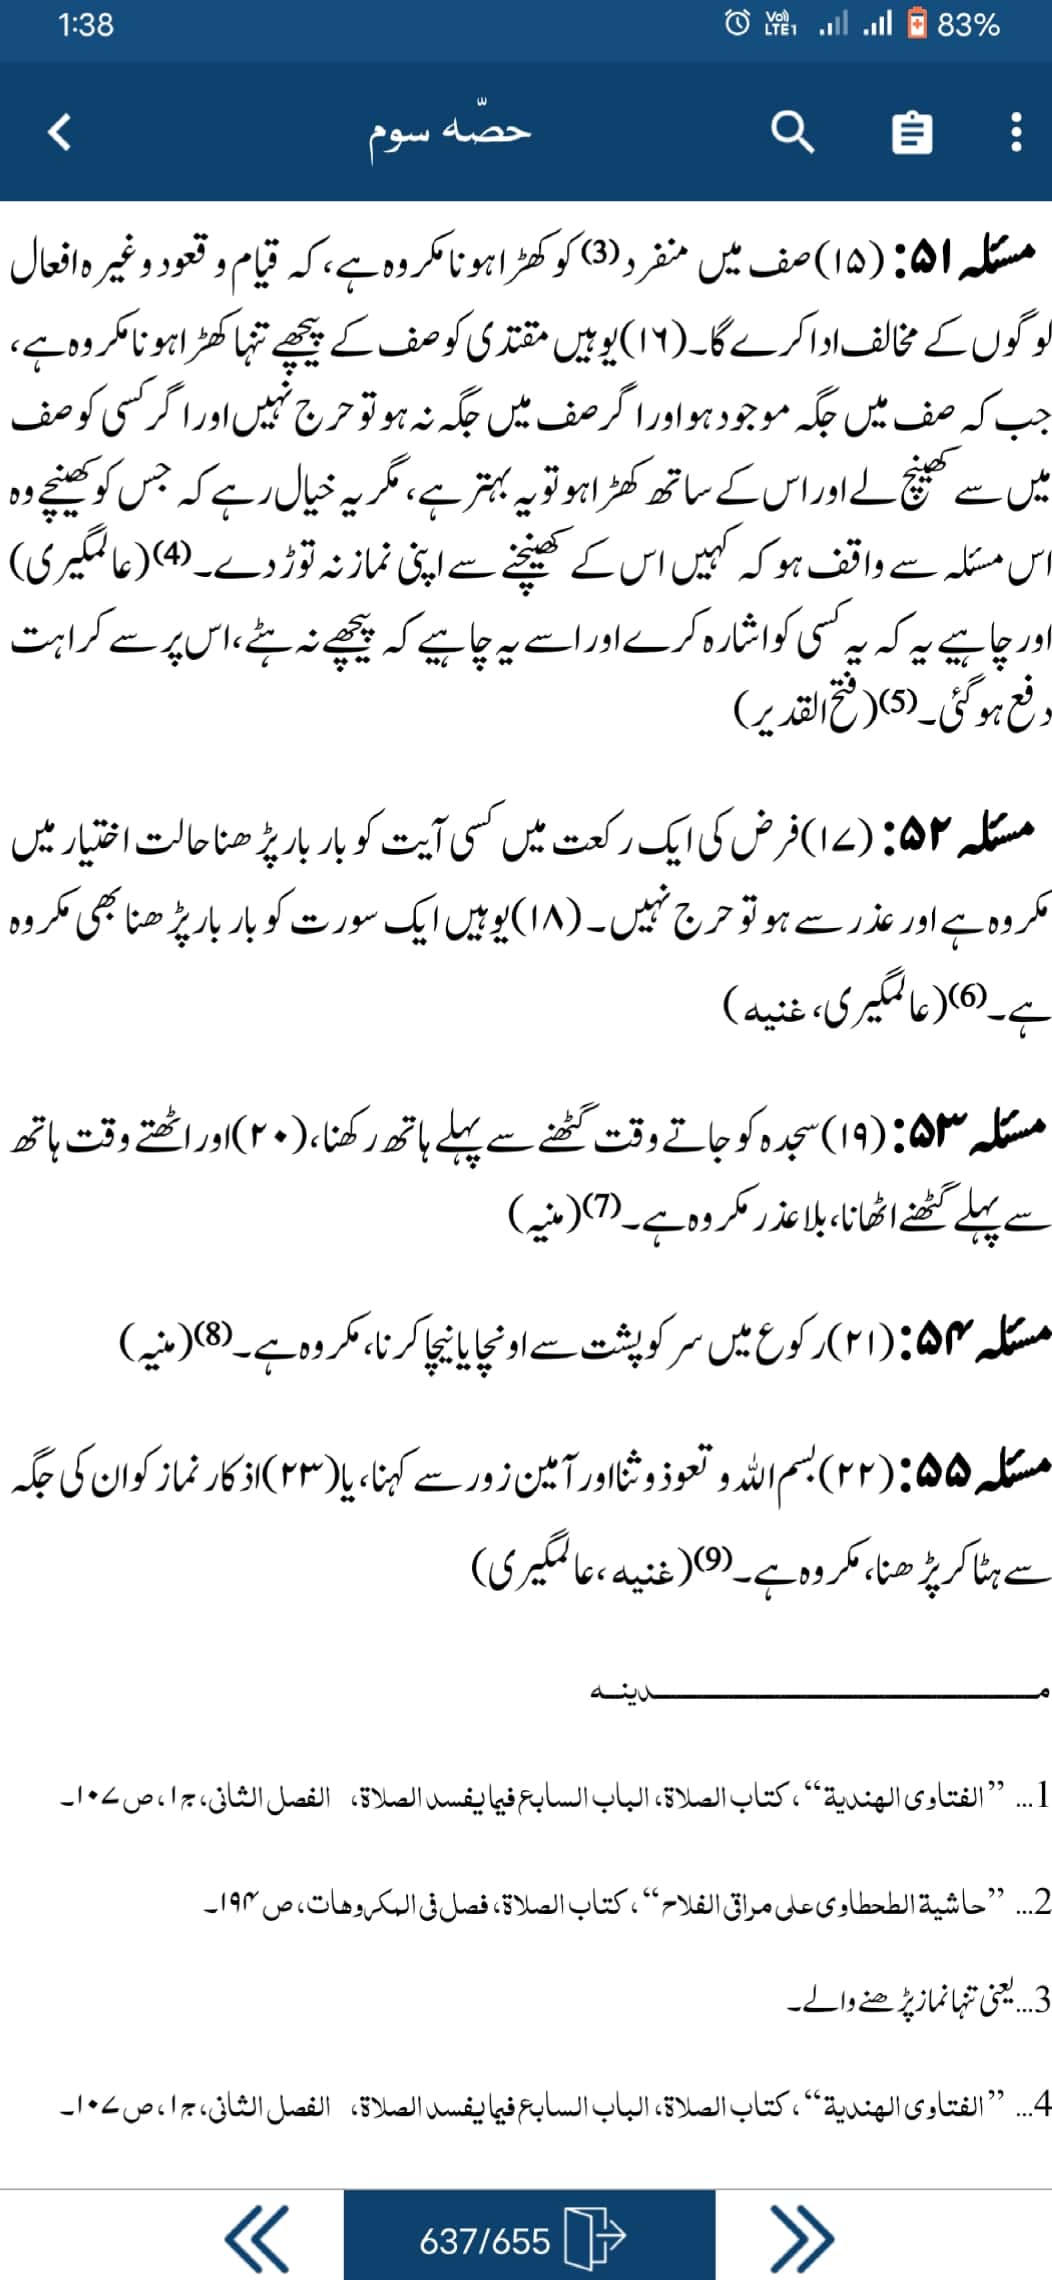 1:38 Vo) LTE1 83%
حصّہ سوم
مسئلہ ۵۱: (۱۵)صف میں منفرد(3) کو کھڑا ہونا مکروہ ہے، کہ قیام و قعود وغیرہ افعال
لوگوں کے مخالف ادا کرے گا۔(۱۶)یوہیں مقتدی کو صف کے پیچھے تنہا کھڑا ہونا مکروہ ہے،
جب کہ صف میں جگہ موجود ہو اور اگر صف میں جگہ نہ ہو تو حرج نہیں اور اگر کسی کو صف
میں سے کھینچ لے اور اس کے ساتھ کھڑا ہو تو یہ بہتر ہے، مگر یہ خیال رہے کہ جس کو کھینچے وہ
اس مسئلہ سے واقف ہو کہ کہیں اس کے کھینچنے سے اپنی نماز نہ توڑ دے۔(4)(عالمگیری)
اور چاہیے یہ کہ یہ کسی کو اشارہ کرے اور اسے یہ چاہیے کہ پیچھے نہ ہٹے، اس پر سے کراہت
دفع ہو گئی۔(5)(فتح القدیر)
مسئلہ ۵۲: (۱۷)فرض کی ایک رکعت میں کسی آیت کو بار بار پڑھنا حالت اختیار میں
مکروہ ہے اور عذر سے ہو تو حرج نہیں۔ (۱۸)یوہیں ایک سورت کو بار بار پڑھنا بھی مکروہ
ہے۔(6)(عالمگیری، غنیہ)
مسئلہ ۵۳: (۱۹)سجدہ کو جاتے وقت گٹھنے سے پہلے ہاتھ رکھنا، (۲۰)اور اٹھتے وقت ہاتھ
سے پہلے گٹھنے اٹھانا، بلا عذر مکروہ ہے۔(7)(منیہ)
مسئلہ ۵۴: (۲۱)رکوع میں سر کو پشت سے اونچا یا نیچا کرنا، مکروہ ہے۔(8)(منیہ)
مسئلہ ۵۵: (۲۲)بسم اللہ و تعوذ و ثنا اور آمین زور سے کہنا، یا (۲۳)اذکار نماز کو ان کی جگہ
سے ہٹا کر پڑھنا، مکروہ ہے۔(9)(غنیہ، عالمگیری)
مـــــــــــــــــــدینـہ
1... ’’الفتاوی الھندیة‘‘، کتاب الصلاة، الباب السابع فیما یفسد الصلاة، الفصل الثانی، ج۱، ص۱۰۷۔
2... ’’حاشیة الطحطاوی علی مراقی الفلاح‘‘، کتاب الصلاة، فصل فی المکروھات، ص۱۹۴۔
3...یعنی تنہا نماز پڑھنے والے۔
4... ’’الفتاوی الھندیة‘‘، کتاب الصلاة، الباب السابع فیما یفسد الصلاة، الفصل الثانی، ج۱، ص۱۰۷۔
637/655